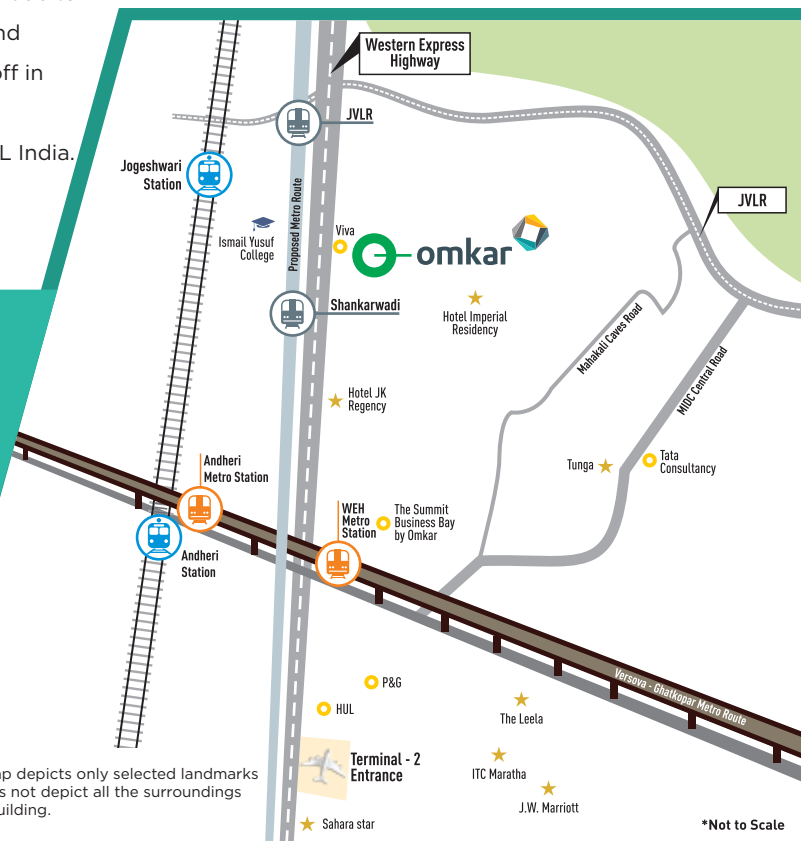 nd
off in
L India.
Western Express
Highway
JVLR
Jogeshwari
Station
JVLR
Proposed Metro Route
Ismail Yusuf
College
Viva
omkar
Shankarwadi
Hotel Imperial
Residency
Mahakali Caves Road
MIDC Central Road
Hotel JK
Regency
Andheri
Metro Station
Tunga
Tata
Consultancy
WEH
Metro
Station
The Summit
Business Bay
by Omkar
Andheri
Station
Versova - Ghatkopar Metro Route
P&G
HUL
The Leela
Terminal - 2
Entrance
ITC Maratha
J.W. Marriott
Sahara star
ap depicts only selected landmarks
s not depict all the surroundings
uilding.
*Not to Scale